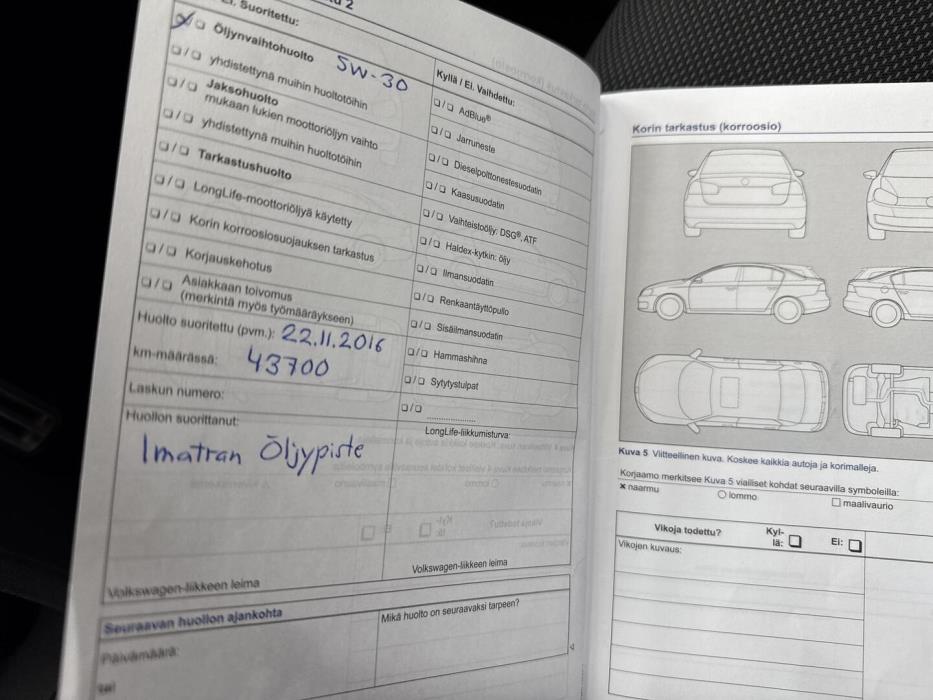 Suoritettu:
Öljynvaihtohuolto 5W-30
yhdistettynä muihin huoltotöihin
Jaksohuolto
mukaan lukien moottoriöljyn vaihto
yhdistettynä muihin huoltotöihin
Tarkastushuolto
LongLife-moottoriöljyä käytetty
Korin korroosiosuojauksen tarkastus
Korjauskehotus
Asiakkaan toivomus
(merkintä myös työmääräykseen)
Huolto suoritettu (pvm.): 22.11.2016
km-määrässä: 43700
Laskun numero:
Huollon suorittanut:
Imatran Öljypiste
Volkswagen-liikkeen leima
Kyllä / Ei. Vaihdettu:
AdBlue®
Jarruneste
Dieselpolttonestesuodatin
Kaasusuodatin
Vaihteistoöljy: DSG®, ATF
Haldex-kytkin: öljy
Ilmansuodatin
Renkaantäyttöpullo
Sisäilmansuodatin
Hammashihna
Sytytystulpat
LongLife-liikkumisturva:
Volkswagen-liikkeen leima
Seuraavan huollon ajankohta
Päivämäärä:
tai
Mikä huolto on seuraavaksi tarpeen?
Korin tarkastus (korroosio)
Kuva 5 Viitteellinen kuva. Koskee kaikkia autoja ja korimalleja.
Korjaamo merkitsee Kuva 5 vialliset kohdat seuraavilla symboleilla:
× naarmu ○ lommo □ maalivaurio
Vikoja todettu? Kyl-
lä: Ei:
Vikojen kuvaus: